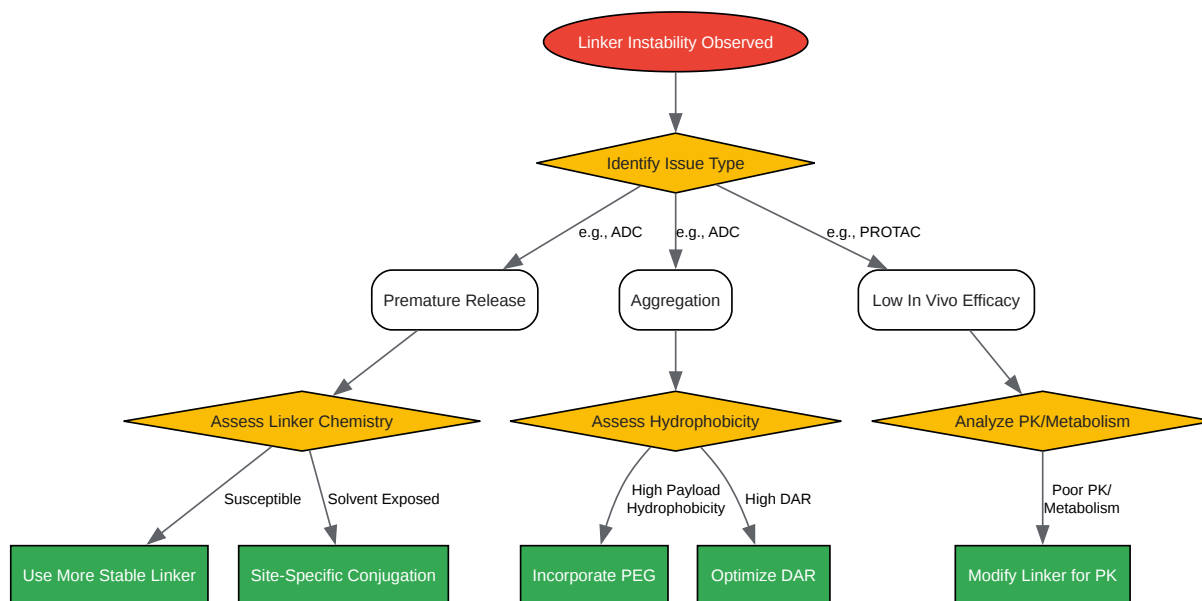 Linker Instability Observed
Identify Issue Type
e.g., ADC
e.g., ADC
e.g., PROTAC
Premature Release
Aggregation
Low In Vivo Efficacy
Assess Linker Chemistry
Assess Hydrophobicity
Analyze PK/Metabolism
Susceptible
Solvent Exposed
High Payload
Hydrophobicity
High DAR
Poor PK/
Metabolism
Use More Stable Linker
Site-Specific Conjugation
Incorporate PEG
Optimize DAR
Modify Linker for PK